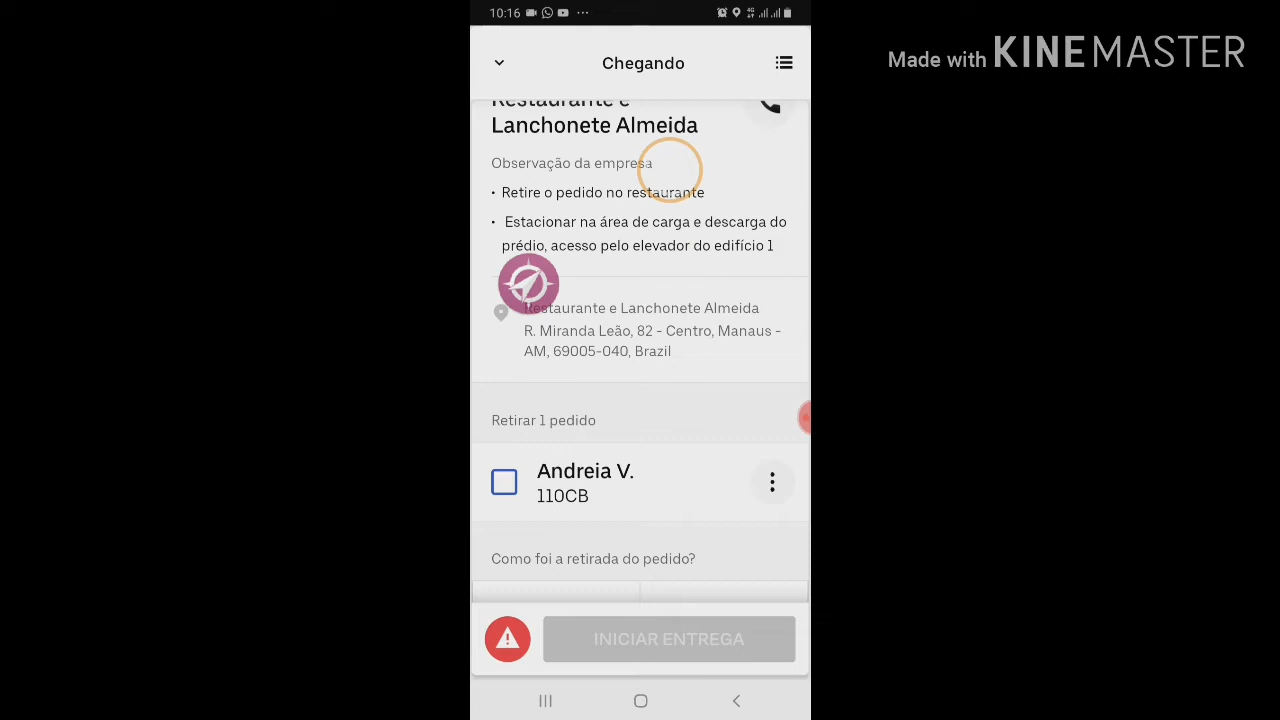 10:16
Made with KINEMASTER
Chegando
Restaurante e
Lanchonete Almeida
Observação da empresa
• Retire o pedido no restaurante
• Estacionar na área de carga e descarga do
prédio, acesso pelo elevador do edifício 1
Restaurante e Lanchonete Almeida
R. Miranda Leão, 82 - Centro, Manaus -
AM, 69005-040, Brazil
Retirar 1 pedido
Andreia V.
110CB
Como foi a retirada do pedido?
INICIAR ENTREGA